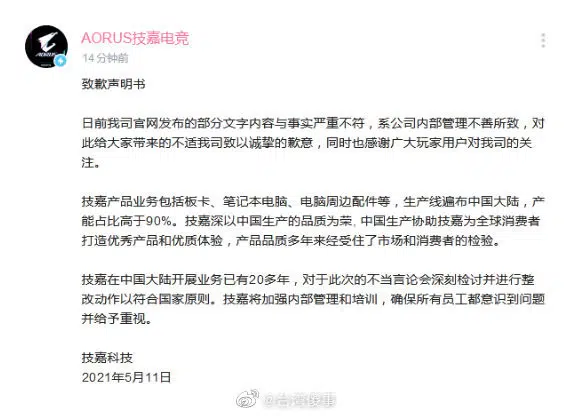 AORUS技嘉电竞
14分钟前
致歉声明书
日前我司官网发布的部分文字内容与事实严重不符，系公司内部管理不善所致，对
此给大家带来的不适我司致以诚挚的歉意，同时也感谢广大玩家用户对我司的关
注。
技嘉产品业务包括板卡、笔记本电脑、电脑周边配件等，生产线遍布中国大陆，产
能占比高于90%。技嘉深以中国生产的品质为荣，中国生产协助技嘉为全球消费者
打造优秀产品和优质体验，产品品质多年来经受住了市场和消费者的检验。
技嘉在中国大陆开展业务已有20多年，对于此次的不当言论会深刻检讨并进行整
改动作以符合国家原则。技嘉将加强内部管理和培训，确保所有员工都意识到问题
并给予重视。
技嘉科技
2021年5月11日